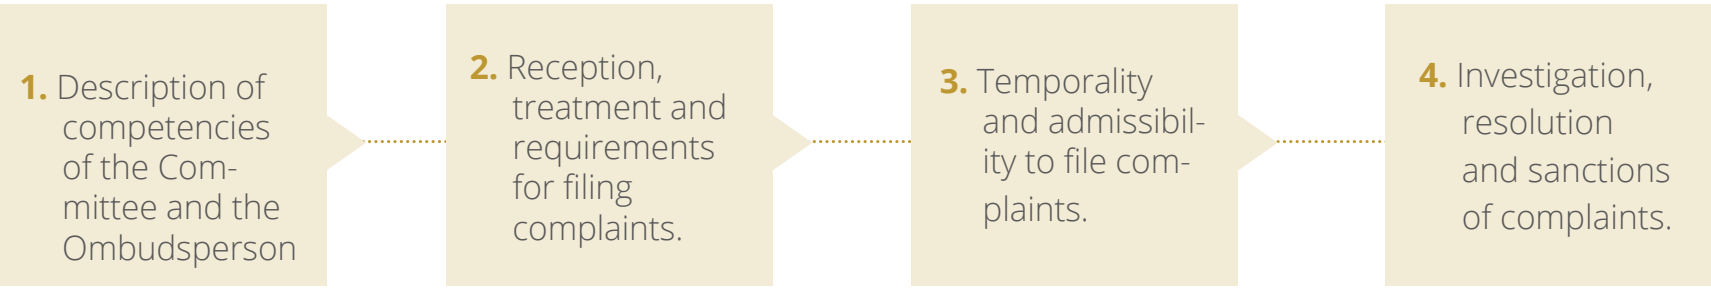 1. Description of
competencies
of the Com-
mittee and the
Ombudsperson
2. Reception,
treatment and
requirements
for filing
complaints.
3. Temporality
and admissibil-
ity to file com-
plaints.
4. Investigation,
resolution
and sanctions
of complaints.